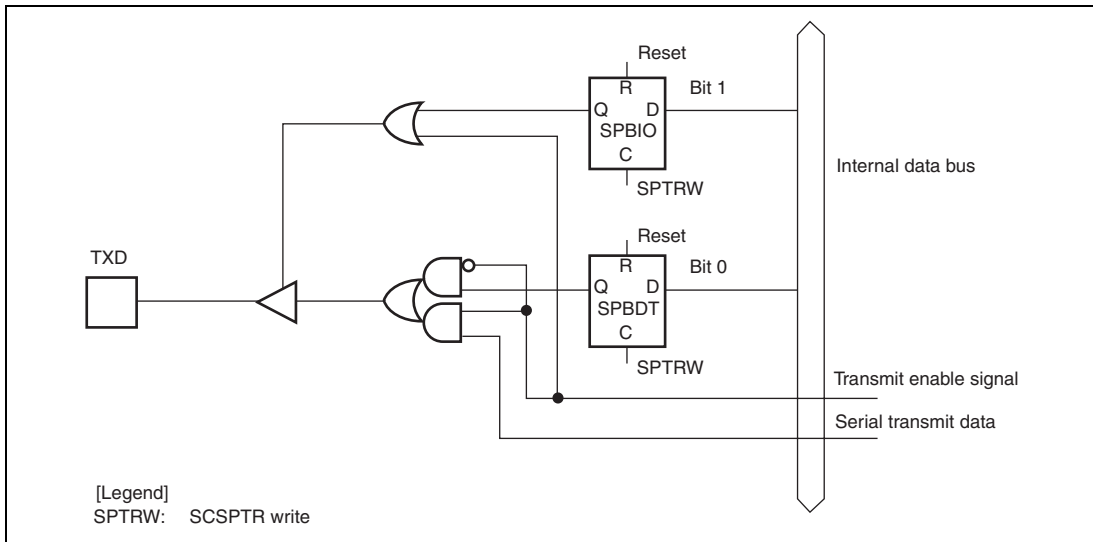 Reset
R
Bit 1
Q D
SPBIO
C
SPTRW
Internal data bus
Reset
R
Bit 0
Q D
SPBDT
C
SPTRW
TXD
Transmit enable signal
Serial transmit data
[Legend]
SPTRW: SCSPTR write